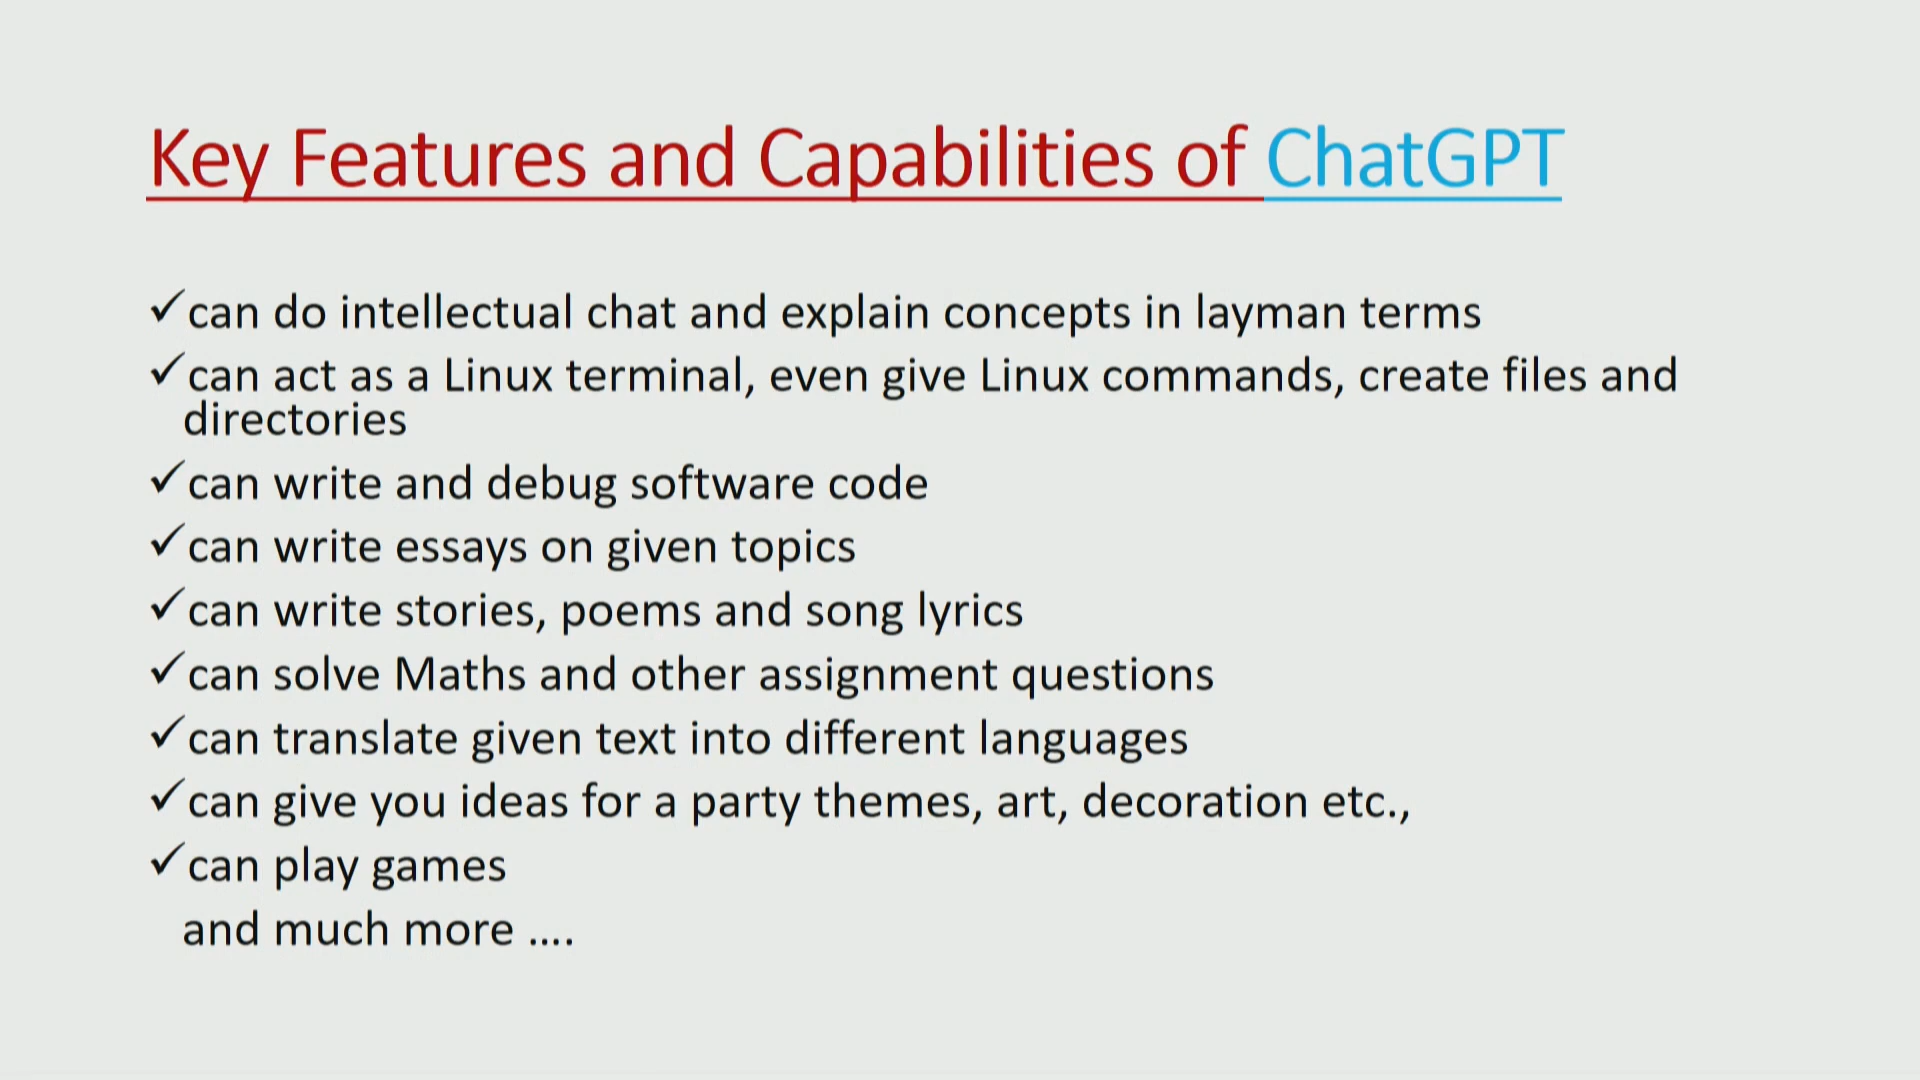 Key Features and Capabilities of ChatGPT
✓can do intellectual chat and explain concepts in layman terms
✓can act as a Linux terminal, even give Linux commands, create files and
directories
✓can write and debug software code
✓can write essays on given topics
✓can write stories, poems and song lyrics
✓can solve Maths and other assignment questions
✓can translate given text into different languages
✓can give you ideas for a party themes, art, decoration etc.,
✓can play games
and much more ....